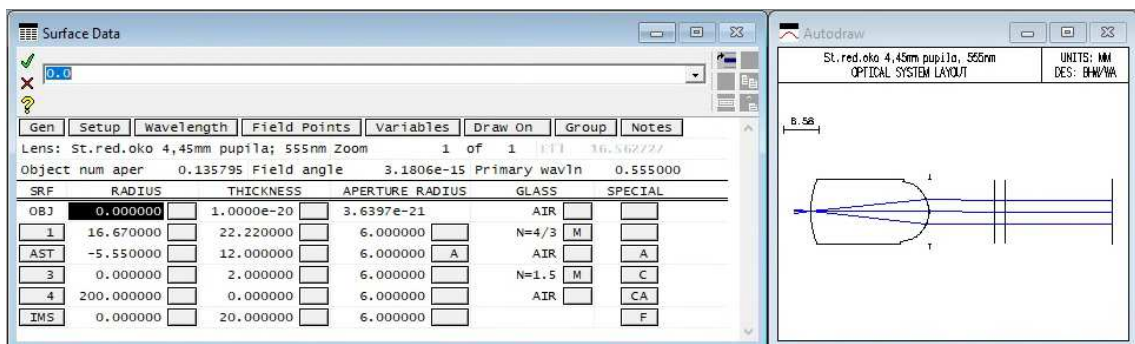 Surface Data
0.0
Gen Setup Wavelength Field Points Variables Draw On Group Notes
Lens: St.red.oko 4,45mm pupila; 555nm Zoom 1 of 1 Efl 16.562727
Object num aper 0.135795 Field angle 3.1806e-15 Primary wavln 0.555000
SRF RADIUS THICKNESS APERTURE RADIUS GLASS SPECIAL
OBJ 0.000000 1.0000e-20 3.6397e-21 AIR
1 16.670000 22.220000 6.000000 N=4/3 M
AST -5.550000 12.000000 6.000000 A AIR A
3 0.000000 2.000000 6.000000 N=1.5 M C
4 200.000000 0.000000 6.000000 AIR CA
IMS 0.000000 20.000000 6.000000 F
Autodraw
St.red.oko 4,45mm pupila, 555nm
OPTICAL SYSTEM LAYOUT
UNITS: MM
DES: BHW/WA
6.56